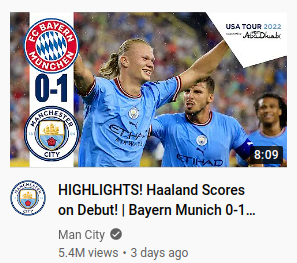 FC BAYERN
MÜNCHEN
0-1
MANCHESTER
CITY
USA TOUR 2022
Abu Dhabi
ETIHAD
ETIHAD
8:09
HIGHLIGHTS! Haaland Scores
on Debut! | Bayern Munich 0-1...
Man City
5.4M views • 3 days ago